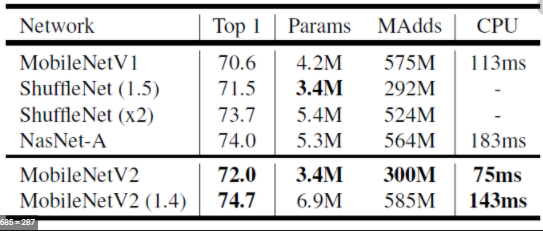 Network Top 1 Params MAdds CPU
MobileNetV1 70.6 4.2M 575M 113ms
ShuffleNet (1.5) 71.5 3.4M 292M -
ShuffleNet (x2) 73.7 5.4M 524M -
NasNet-A 74.0 5.3M 564M 183ms
MobileNetV2 72.0 3.4M 300M 75ms
MobileNetV2 (1.4) 74.7 6.9M 585M 143ms
685 × 287